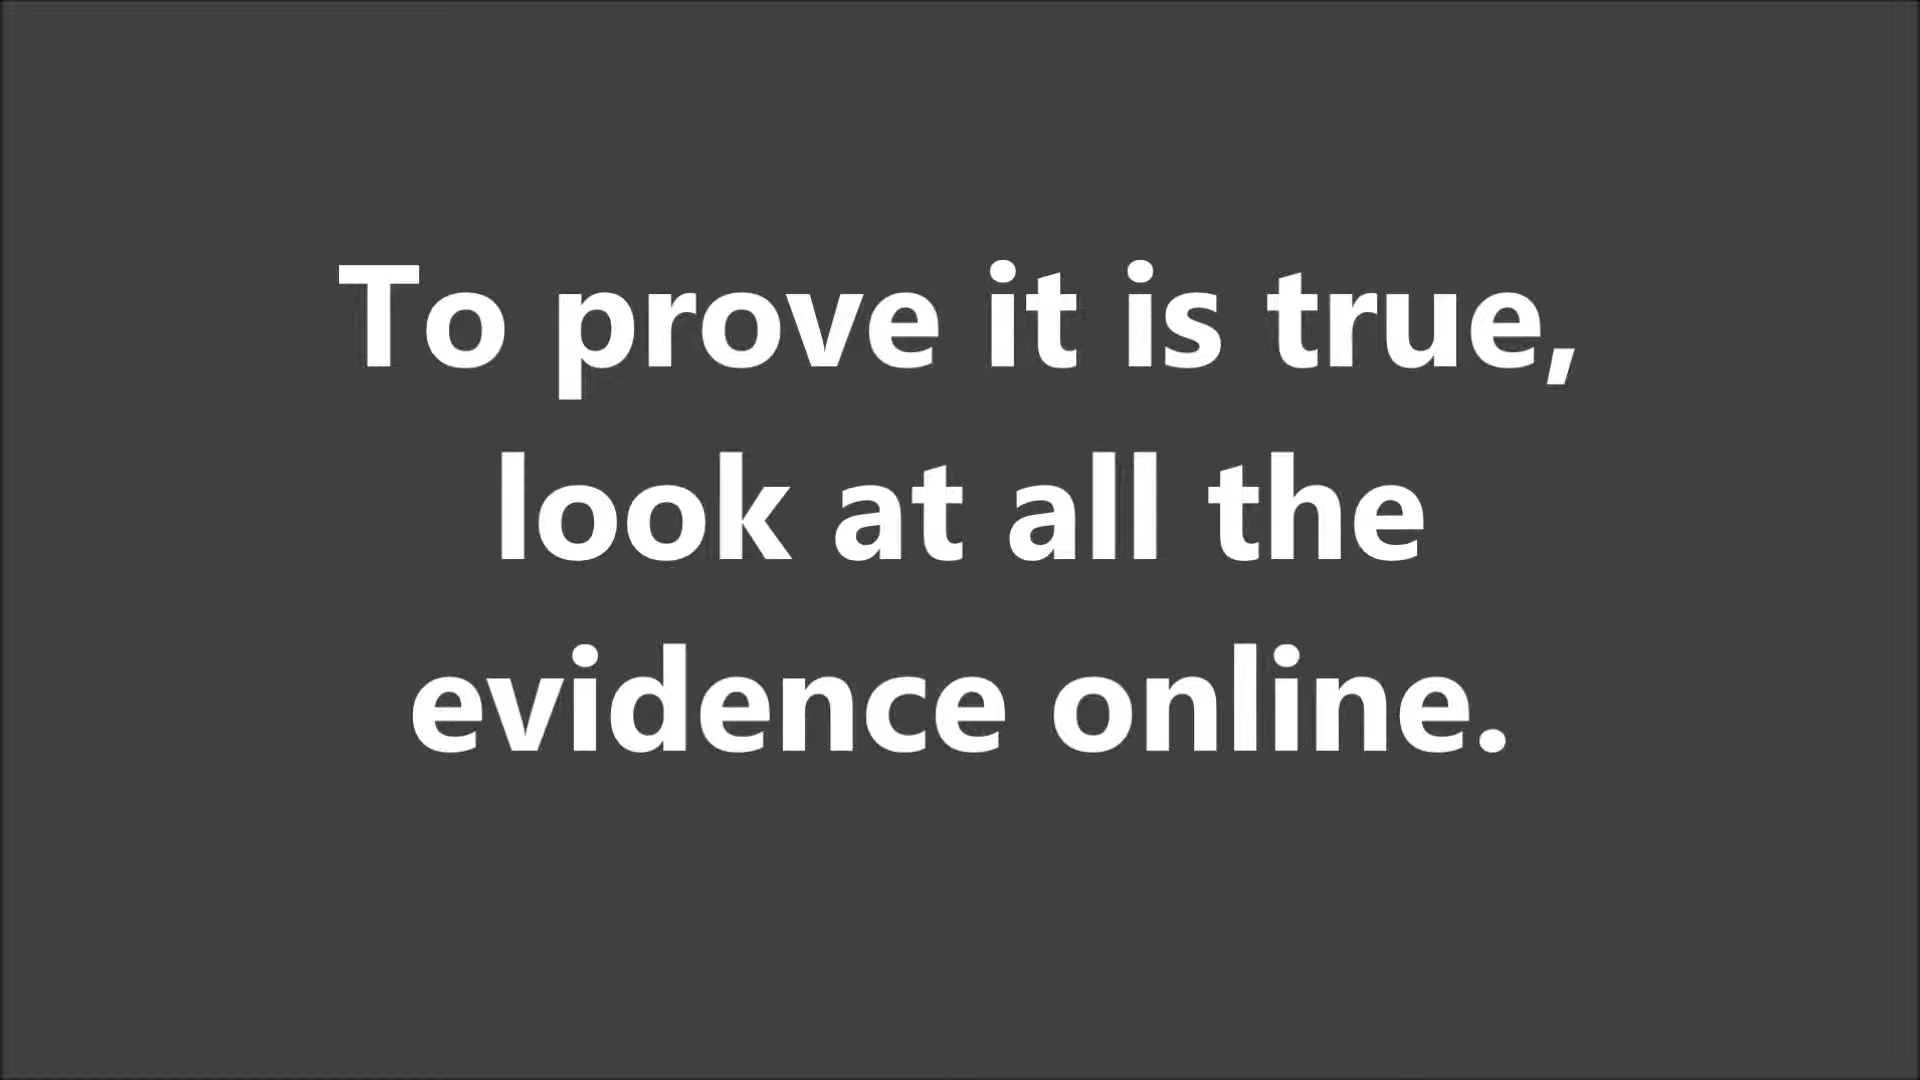 To prove it is true,
look at all the
evidence online.